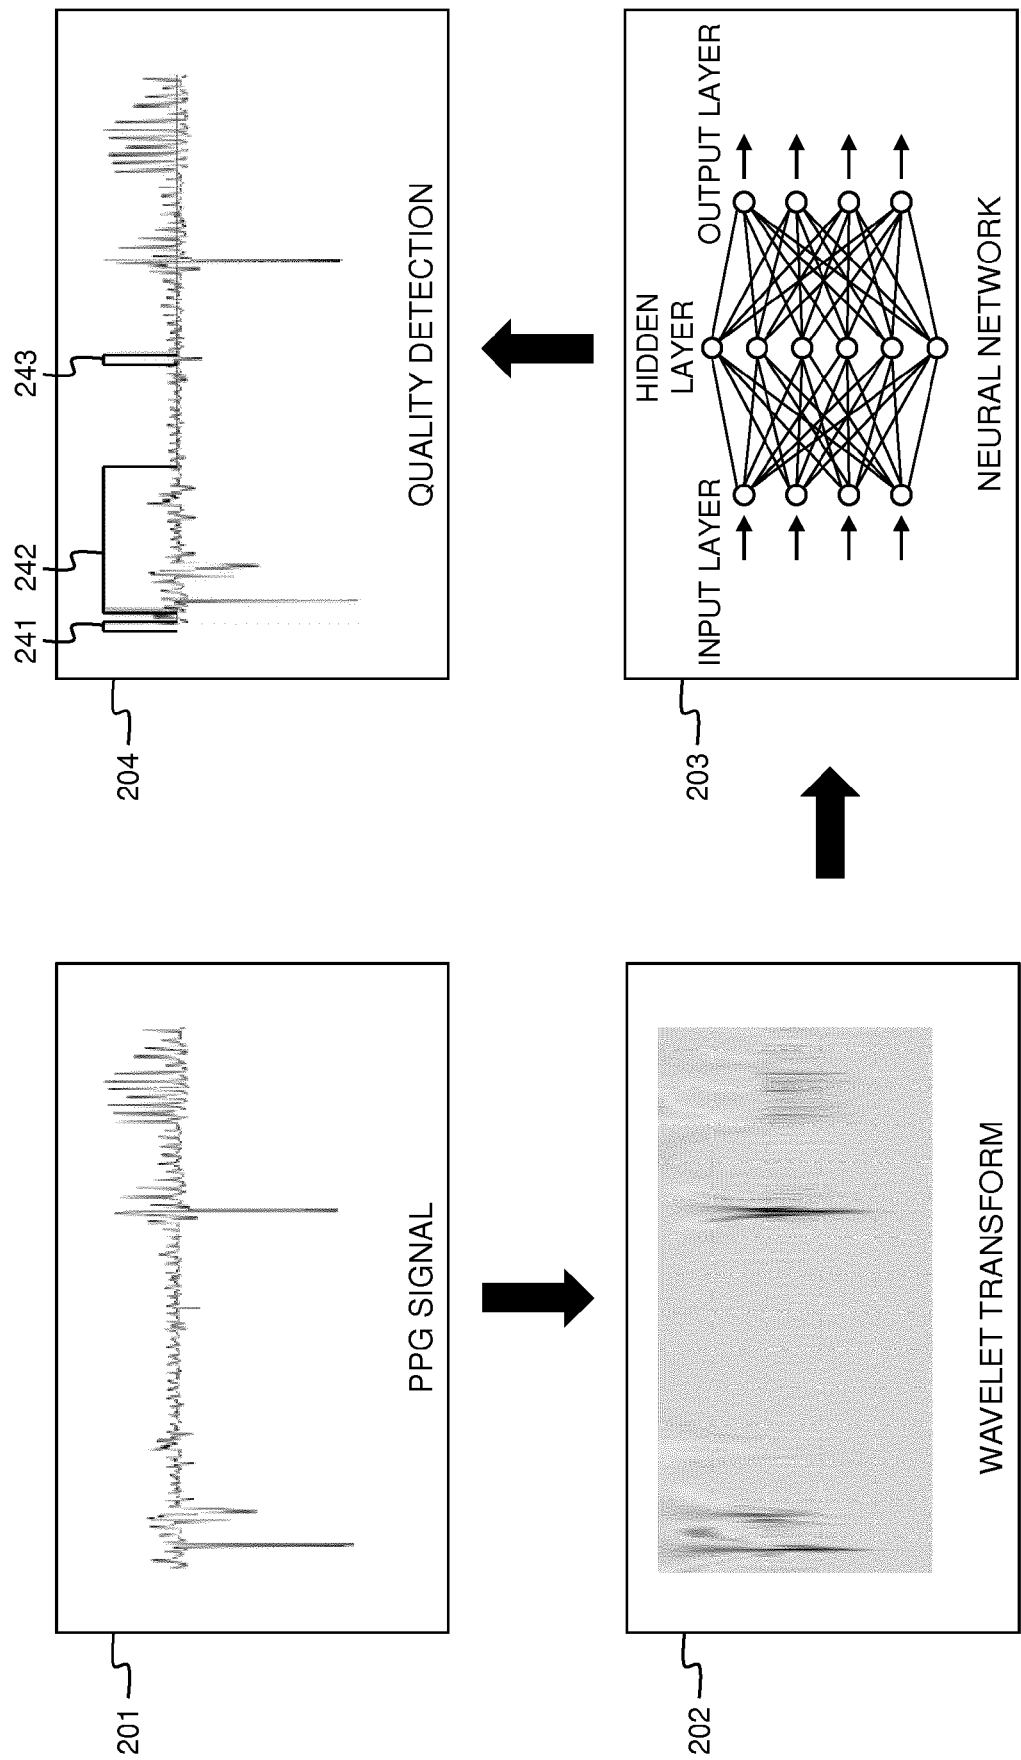 201
PPG SIGNAL
202
WAVELET TRANSFORM
203
INPUT LAYER
HIDDEN
LAYER
OUTPUT LAYER
NEURAL NETWORK
204
241
242
243
QUALITY DETECTION